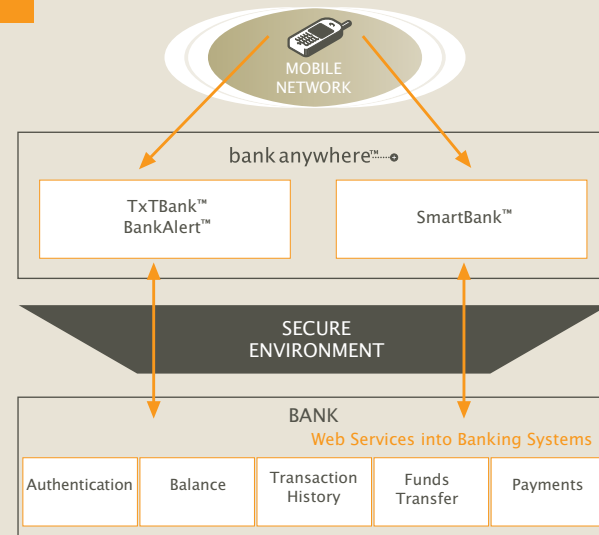 MOBILE
NETWORK
bank anywhere™
TxTBank™
BankAlert™
SmartBank™
SECURE
ENVIRONMENT
BANK
Web Services into Banking Systems
Authentication
Balance
Transaction
History
Funds
Transfer
Payments